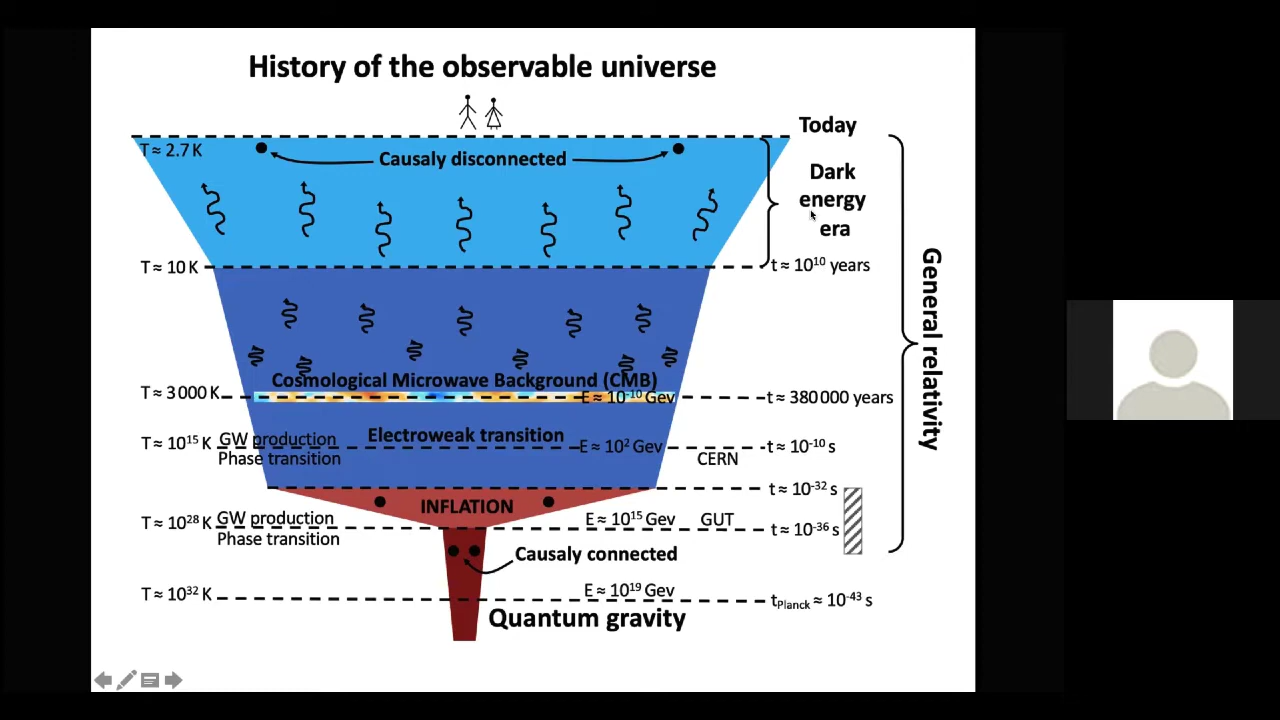 History of the observable universe
Today
T ≈ 2.7 K
Causaly disconnected
Dark
energy
era
T ≈ 10 K
t ≈ 10¹⁰ years
General relativity
Cosmological Microwave Background (CMB)
T ≈ 3 000 K
E ≈ 10⁻¹⁰ Gev
t ≈ 380 000 years
T ≈ 10¹⁵ K
GW production
Phase transition
Electroweak transition
E ≈ 10² Gev
CERN
t ≈ 10⁻¹⁰ s
t ≈ 10⁻³² s
INFLATION
T ≈ 10²⁸ K
GW production
Phase transition
E ≈ 10¹⁵ Gev
GUT
t ≈ 10⁻³⁶ s
Causaly connected
T ≈ 10³² K
E ≈ 10¹⁹ Gev
tPlanck ≈ 10⁻⁴³ s
Quantum gravity